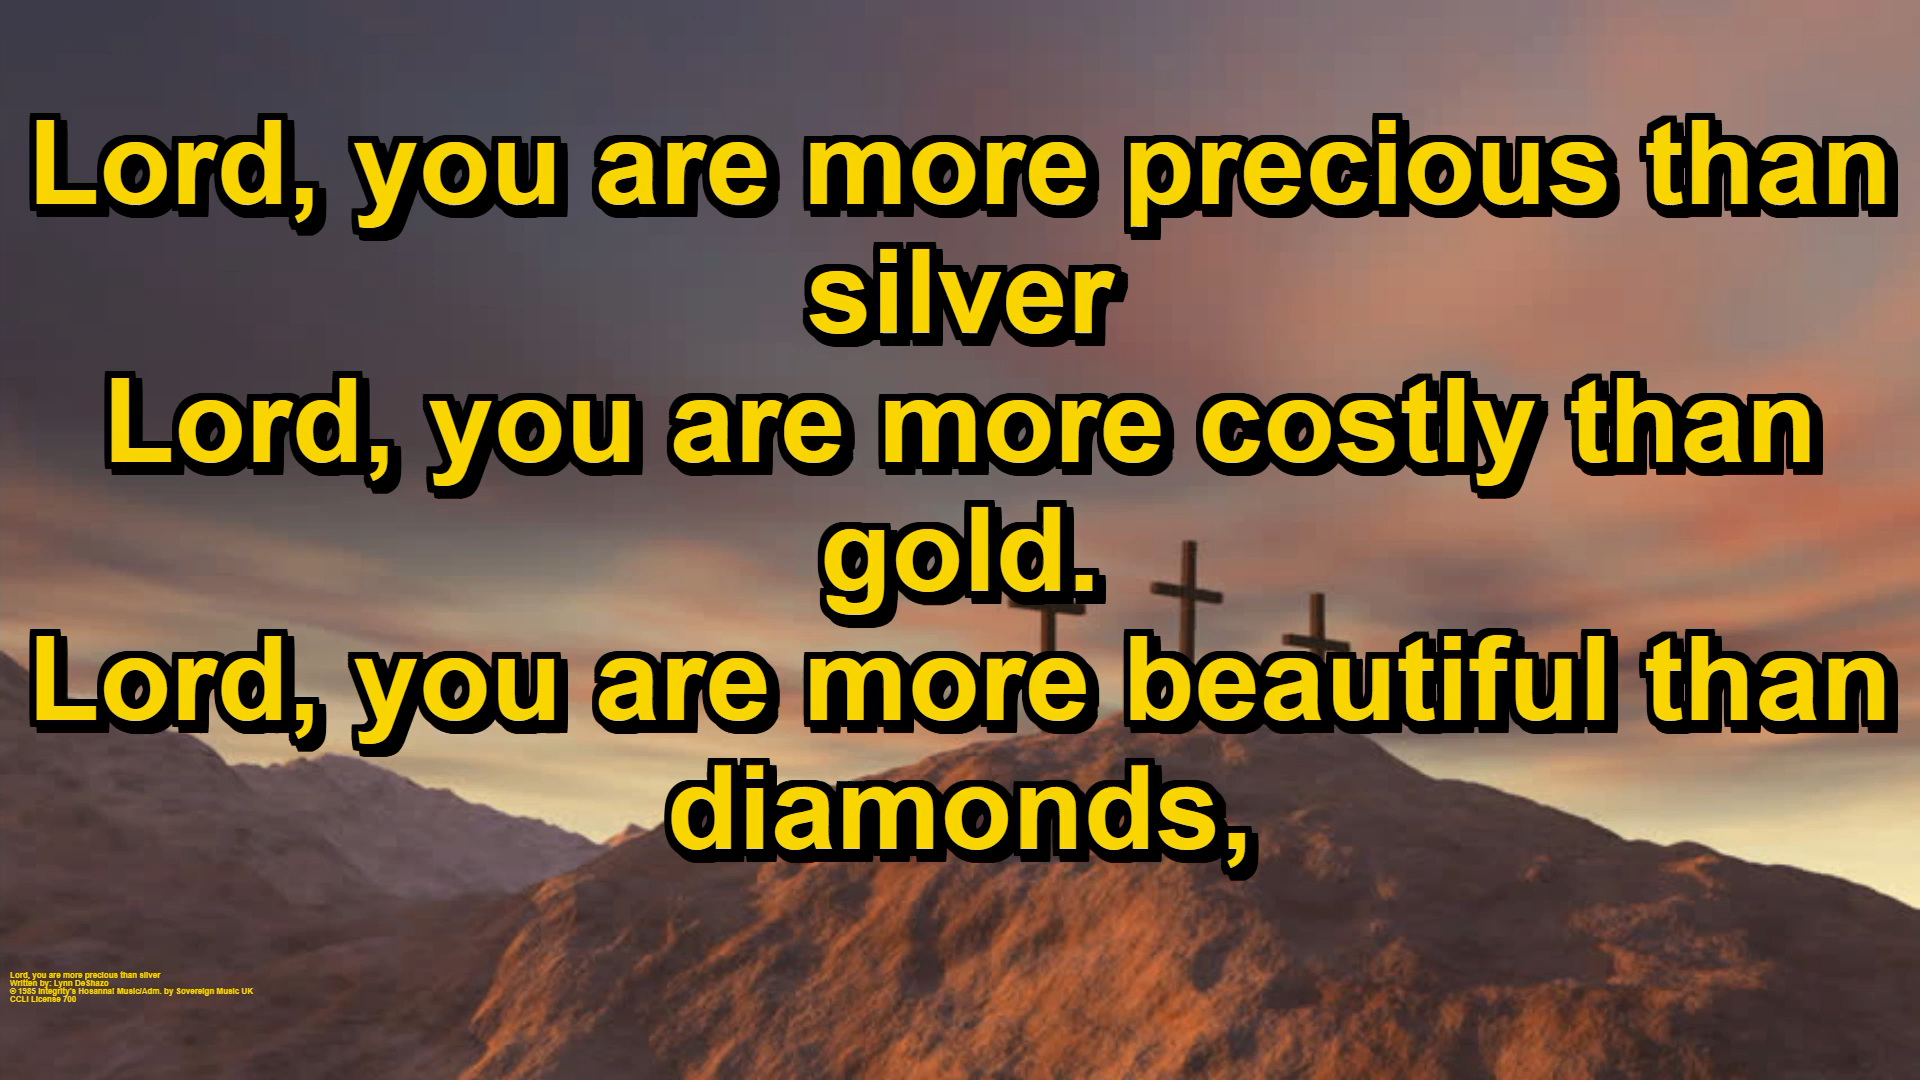 Lord, you are more precious than
silver
Lord, you are more costly than
gold.
Lord, you are more beautiful than
diamonds,
Lord, you are more precious than silver
Written by: Lynn DeShazo
© 1985 Integrity's Hosanna! Music/Adm. by Sovereign Music UK
CCLI License 700